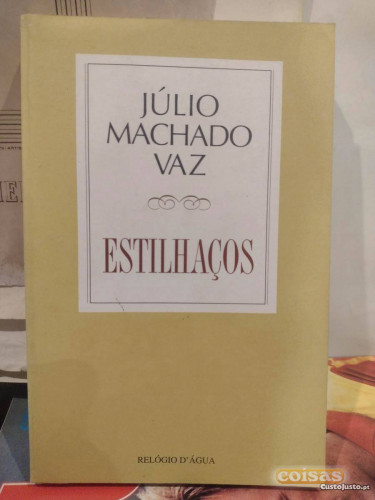 JÚLIO
MACHADO
VAZ
ESTILHAÇOS
RELÓGIO D'ÁGUA
coisas
CustoJusto.pt